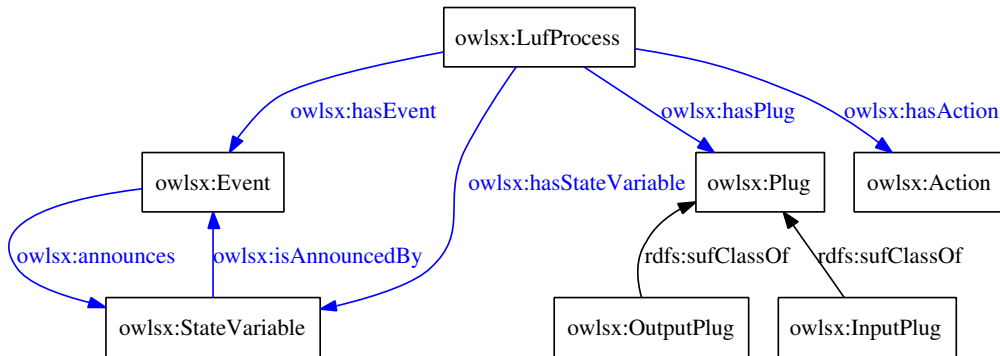 owlsx:LufProcess
owlsx:hasEvent
owlsx:hasPlug
owlsx:hasAction
owlsx:Event
owlsx:hasStateVariable
owlsx:Plug
owlsx:Action
owlsx:announces
owlsx:isAnnouncedBy
rdfs:sufClassOf
rdfs:sufClassOf
owlsx:StateVariable
owlsx:OutputPlug
owlsx:InputPlug